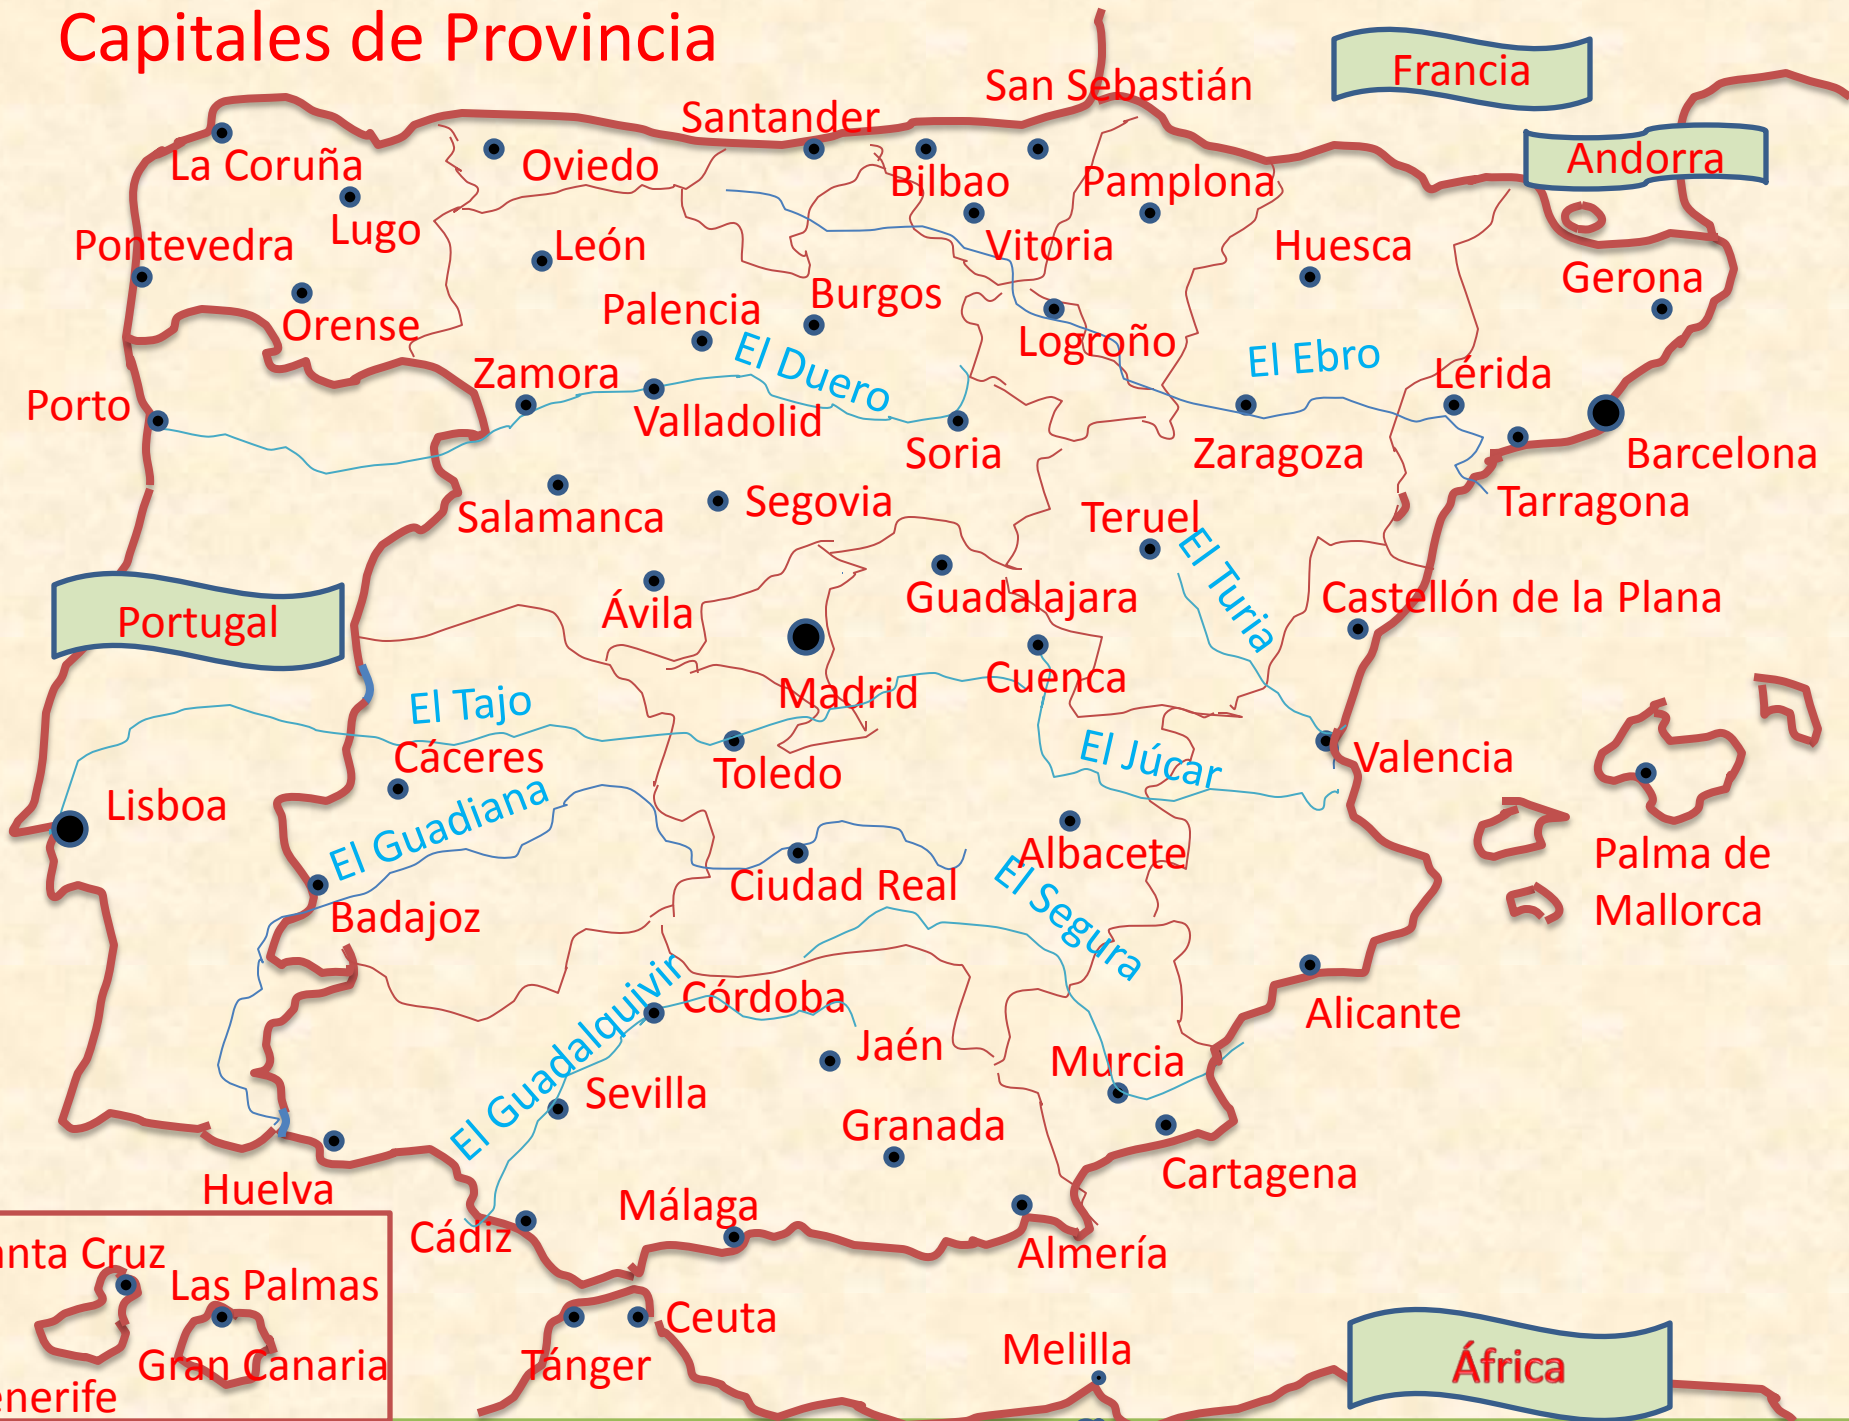 Capitales de Provincia
Francia
San Sebastián
Santander
Andorra
La Coruña
Oviedo
Bilbao
Pamplona
Lugo
Pontevedra
León
Vitoria
Huesca
Gerona
Burgos
Palencia
Orense
Logroño
El Duero
El Ebro
Lérida
Zamora
Porto
Valladolid
Soria
Zaragoza
Barcelona
Salamanca
Segovia
Teruel
Tarragona
El Turia
Ávila
Guadalajara
Castellón de la Plana
Portugal
Madrid
Cuenca
El Tajo
Cáceres
Toledo
El Júcar
Valencia
Lisboa
El Guadiana
Albacete
Palma de
Mallorca
Ciudad Real
El Segura
Badajoz
Córdoba
El Guadalquivir
Alicante
Jaén
Murcia
Sevilla
Granada
Cartagena
Huelva
Málaga
Cádiz
Almería
anta Cruz
Las Palmas
Ceuta
Gran Canaria
Tánger
Melilla
África
enerife